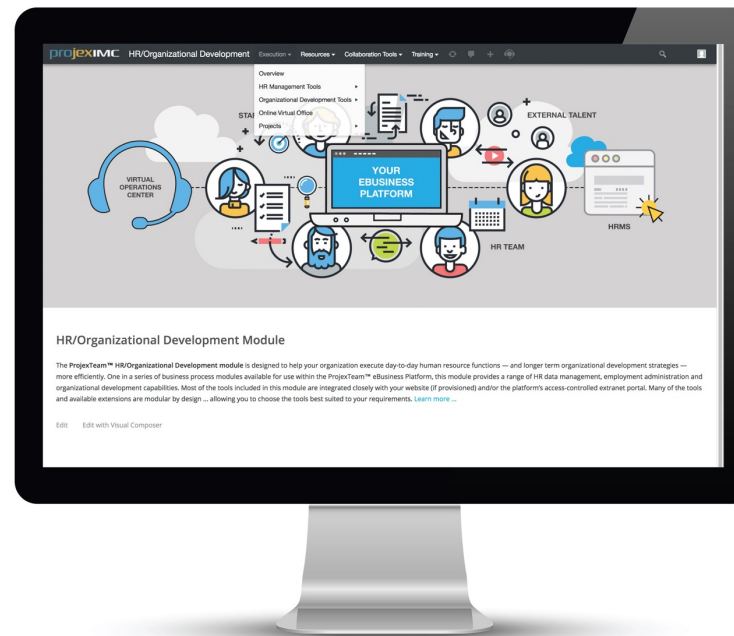 projexIMC HR/Organizational Development Execution Resources Collaboration Tools Training
Overview
HR Management Tools
Organizational Development Tools
Online Virtual Office
Projects
EXTERNAL TALENT
VIRTUAL
OPERATIONS
CENTER
YOUR
EBUSINESS
PLATFORM
HRMS
HR TEAM
HR/Organizational Development Module
The ProjexTeam™ HR/Organizational Development module is designed to help your organization execute day-to-day human resource functions — and longer term organizational development strategies —
more efficiently. One in a series of business process modules available for use within the ProjexTeam™ eBusiness Platform, this module provides a range of HR data management, employment administration and
organizational development capabilities. Most of the tools included in this module are integrated closely with your website (if provisioned) and/or the platform's access-controlled extranet portal. Many of the tools
and available extensions are modular by design ... allowing you to choose the tools best suited to your requirements. Learn more ...
Edit Edit with Visual Composer